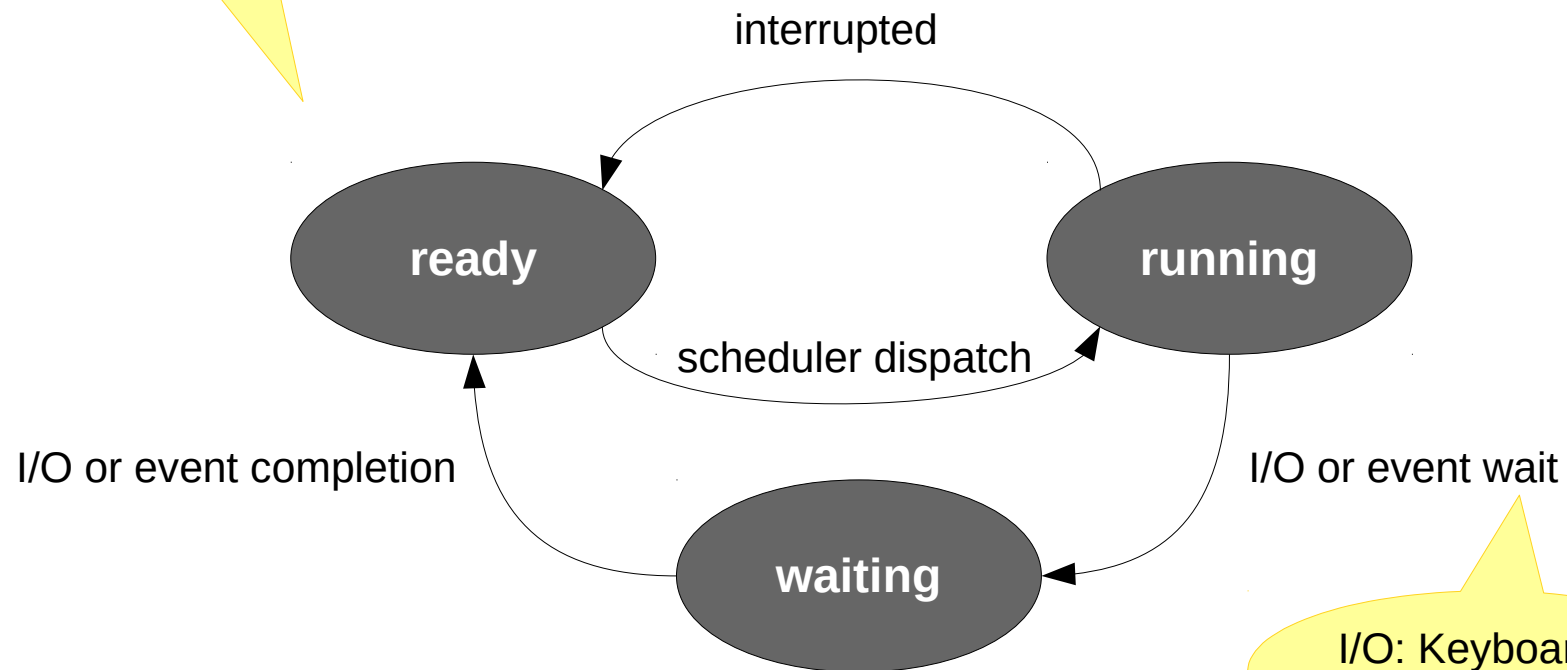 interrupted
ready
running
scheduler dispatch
I/O or event completion
I/O or event wait
waiting
I/O: